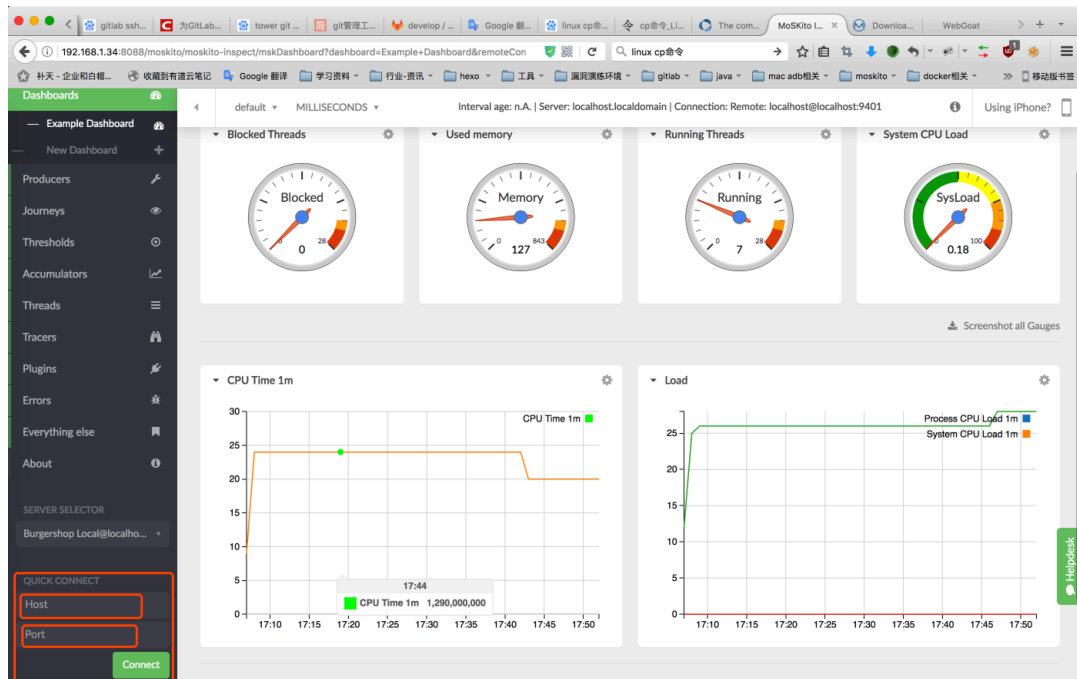 gitlab ssh...
为GitLab...
tower git ...
git管理工...
develop / ...
Google 翻...
linux cp命...
cp命令_Li...
The com...
MoSKito I...
Downloa...
WebGoat
192.168.1.34:8088/moskito/moskito-inspect/mskDashboard?dashboard=Example+Dashboard&remoteCon
linux cp命令
补天 - 企业和白帽...
收藏到有道云笔记
Google 翻译
学习资料
行业-资讯
hexo
工具
漏洞演练环境
gitlab
java
mac adb相关
moskito
docker相关
移动版书签
Dashboards
Example Dashboard
New Dashboard
Producers
Journeys
Thresholds
Accumulators
Threads
Tracers
Plugins
Errors
Everything else
About
SERVER SELECTOR
Burgershop Local@localho...
QUICK CONNECT
Host
Port
Connect
default
MILLISECONDS
Interval age: n.A. | Server: localhost.localdomain | Connection: Remote: localhost@localhost:9401
Using iPhone?
Blocked Threads
Used memory
Running Threads
System CPU Load
Blocked
0
28
0
Memory
0
843
127
Running
0
28
7
SysLoad
0
100
0.18
Screenshot all Gauges
CPU Time 1m
CPU Time 1m
30
25
20
15
10
5
0
17:44
CPU Time 1m 1,290,000,000
17:10 17:15 17:20 17:25 17:30 17:35 17:40 17:45 17:50
Load
Process CPU Load 1m
System CPU Load 1m
25
20
15
10
5
0
17:10 17:15 17:20 17:25 17:30 17:35 17:40 17:45 17:50
Helpdesk